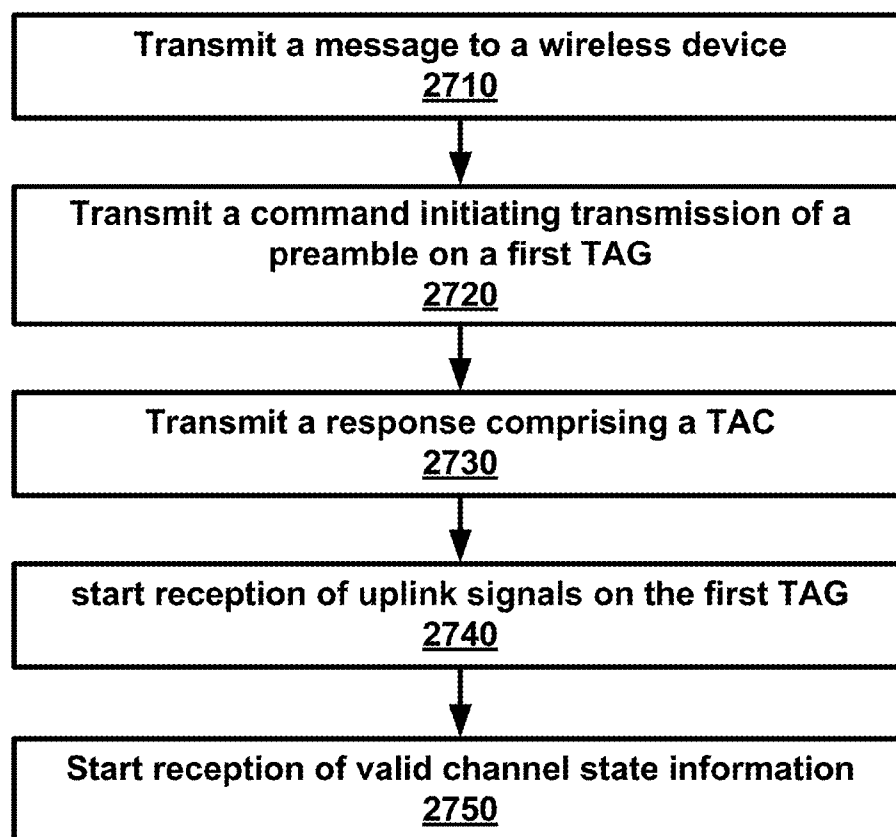 Transmit a message to a wireless device
2710
Transmit a command initiating transmission of a
preamble on a first TAG
2720
Transmit a response comprising a TAC
2730
start reception of uplink signals on the first TAG
2740
Start reception of valid channel state information
2750